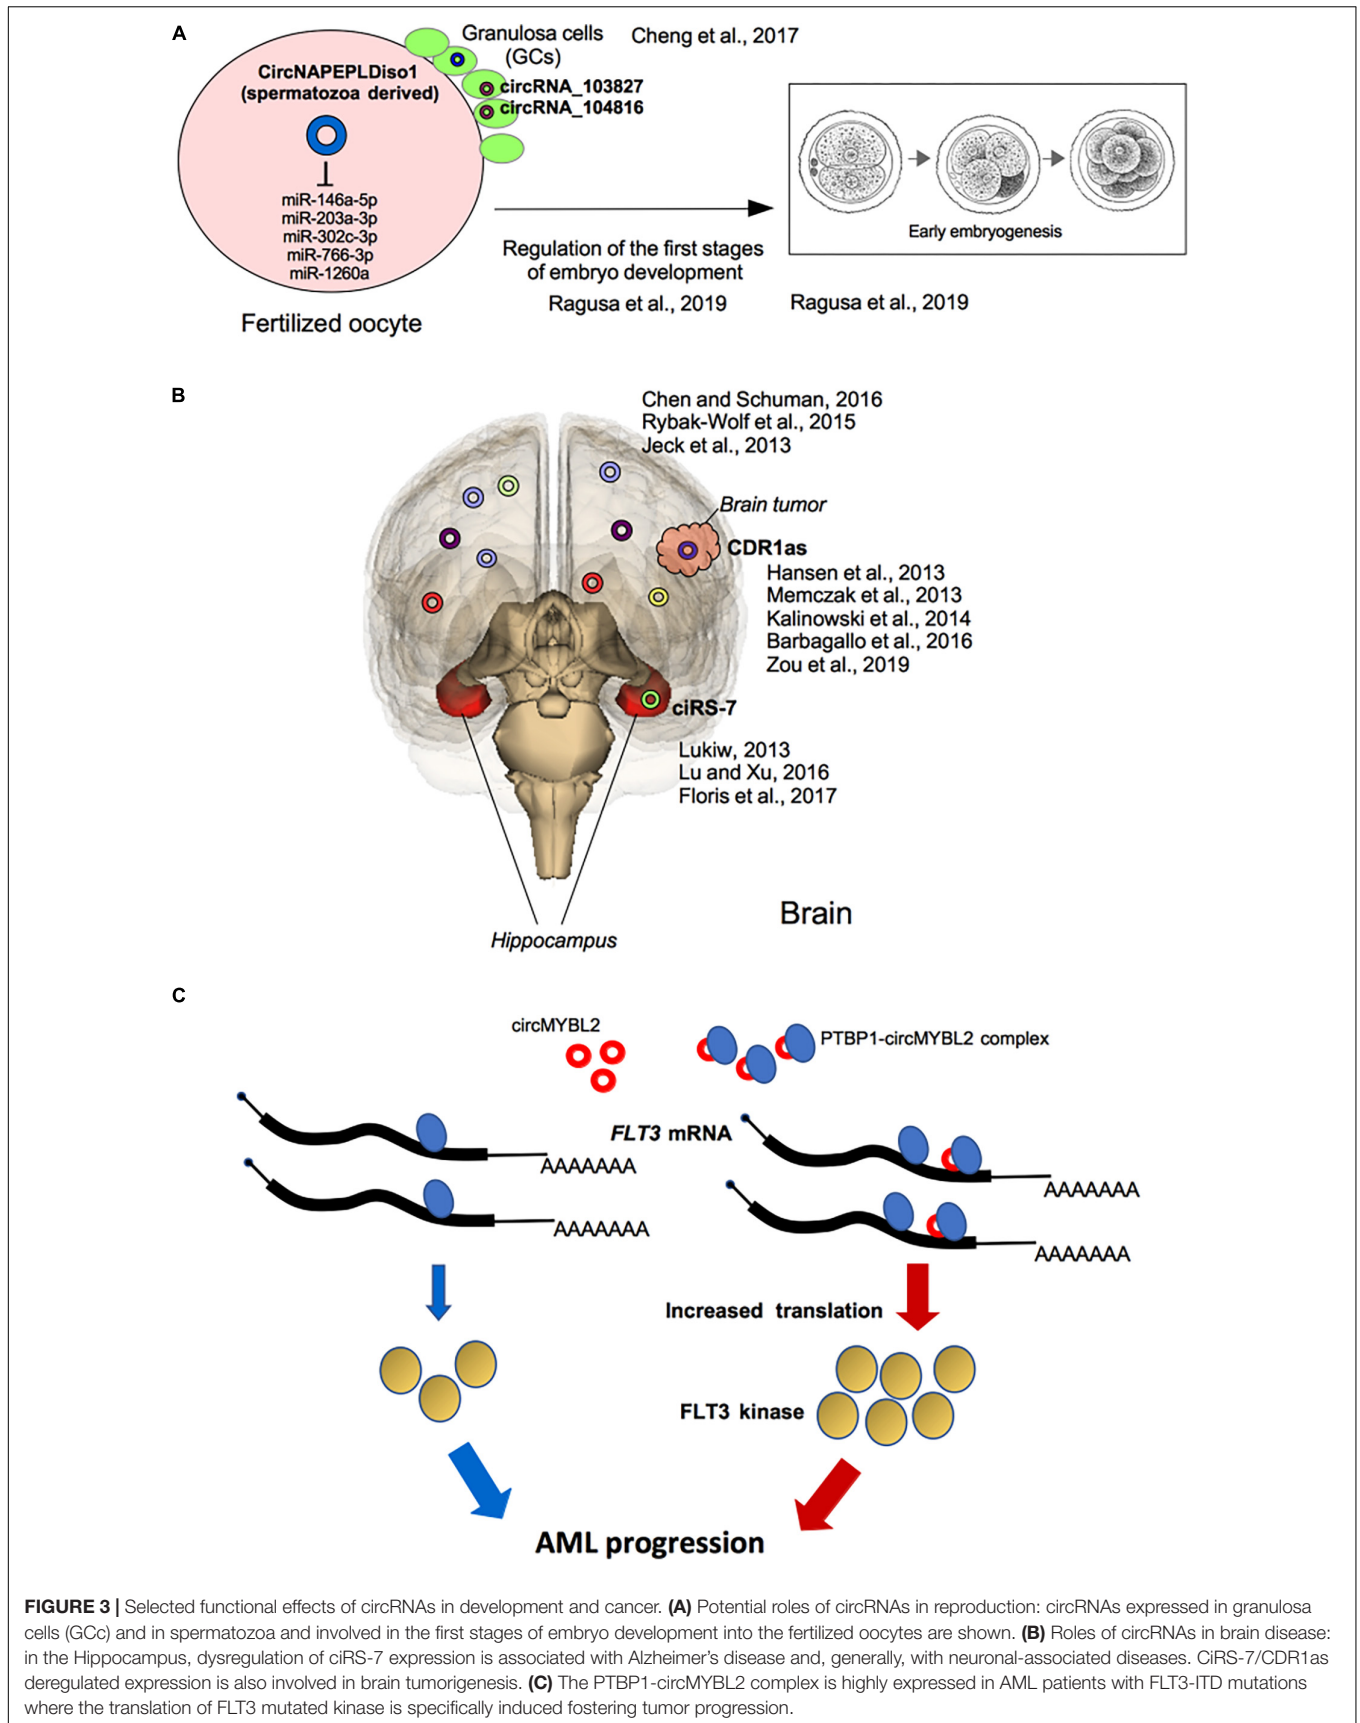 A
Granulosa cells
(GCs)
Cheng et al., 2017
CircNAPEPLDiso1
(spermatozoa derived)
circRNA_103827
circRNA_104816
miR-146a-5p
miR-203a-3p
miR-302c-3p
miR-766-3p
miR-1260a
Early embryogenesis
Regulation of the first stages
of embryo development
Ragusa et al., 2019
Ragusa et al., 2019
Fertilized oocyte
B
Chen and Schuman, 2016
Rybak-Wolf et al., 2015
Jeck et al., 2013
Brain tumor
CDR1as
Hansen et al., 2013
Memczak et al., 2013
Kalinowski et al., 2014
Barbagallo et al., 2016
Zou et al., 2019
ciRS-7
Lukiw, 2013
Lu and Xu, 2016
Floris et al., 2017
Brain
Hippocampus
C
circMYBL2
PTBP1-circMYBL2 complex
FLT3 mRNA
AAAAAAA
AAAAAAA
AAAAAAA
AAAAAAA
Increased translation
FLT3 kinase
AML progression
FIGURE 3 | Selected functional effects of circRNAs in development and cancer. (A) Potential roles of circRNAs in reproduction: circRNAs expressed in granulosa
cells (GCc) and in spermatozoa and involved in the first stages of embryo development into the fertilized oocytes are shown. (B) Roles of circRNAs in brain disease:
in the Hippocampus, dysregulation of ciRS-7 expression is associated with Alzheimer's disease and, generally, with neuronal-associated diseases. CiRS-7/CDR1as
deregulated expression is also involved in brain tumorigenesis. (C) The PTBP1-circMYBL2 complex is highly expressed in AML patients with FLT3-ITD mutations
where the translation of FLT3 mutated kinase is specifically induced fostering tumor progression.